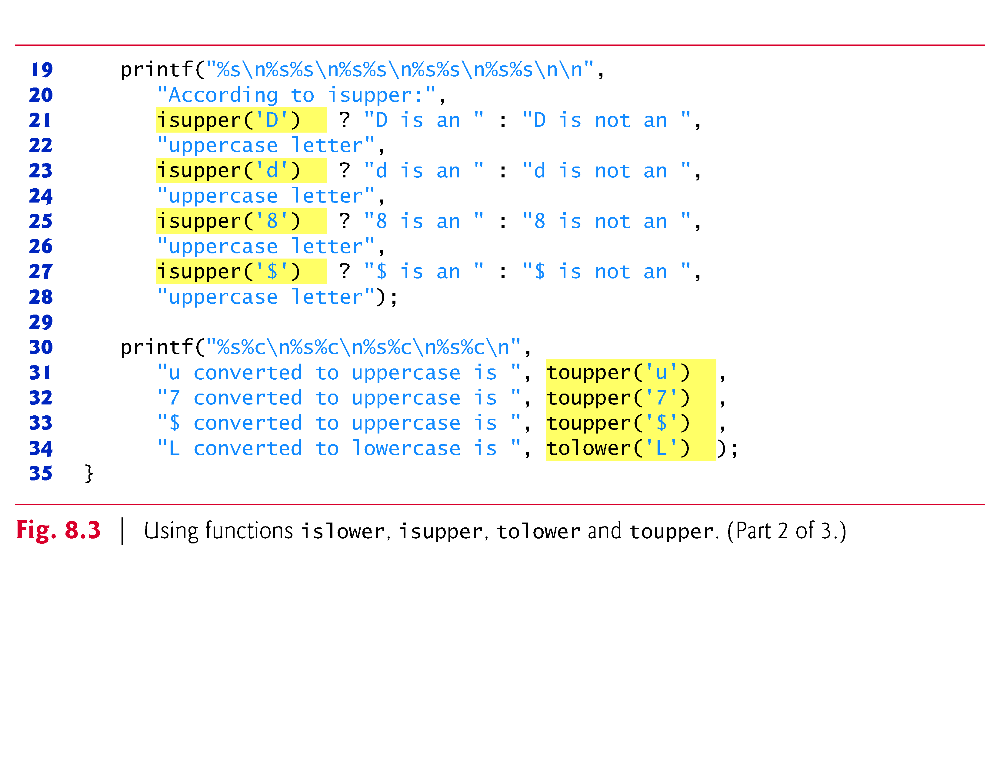 19 printf("%s\n%s%s\n%s%s\n%s%s\n%s%s\n\n",
20 "According to isupper:",
21 isupper('D') ? "D is an " : "D is not an ",
22 "uppercase letter",
23 isupper('d') ? "d is an " : "d is not an ",
24 "uppercase letter",
25 isupper('8') ? "8 is an " : "8 is not an ",
26 "uppercase letter",
27 isupper('$') ? "$ is an " : "$ is not an ",
28 "uppercase letter");
29
30 printf("%s%c\n%s%c\n%s%c\n%s%c\n",
31 "u converted to uppercase is ", toupper('u') ,
32 "7 converted to uppercase is ", toupper('7') ,
33 "$ converted to uppercase is ", toupper('$') ,
34 "L converted to lowercase is ", tolower('L') );
35 }
Fig. 8.3 | Using functions islower, isupper, tolower and toupper. (Part 2 of 3.)